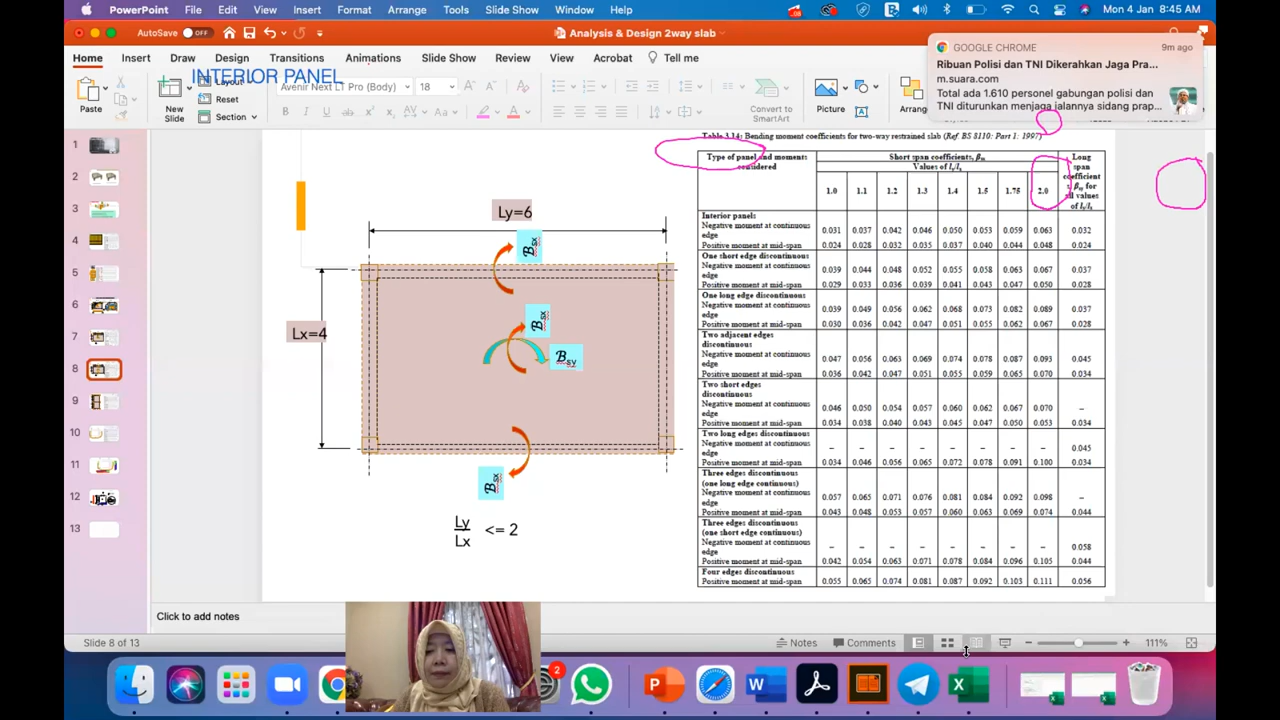 PowerPoint File Edit View Insert Format Arrange Tools Slide Show Window Help Mon 4 Jan 8:45 AM
AutoSave OFF Analysis & Design 2way slab
Home Insert Draw Design Transitions Animations Slide Show Review View Acrobat Tell me
GOOGLE CHROME 9m ago
Ribuan Polisi dan TNI Dikerahkan Jaga Pra...
m.suara.com
Total ada 1.610 personel gabungan polisi dan
TNI diturunkan menjaga jalannya sidang prap...
INTERIOR PANEL
Paste
New
Slide
Layout
Reset
Section
Avenir Next LT Pro (Body) 18
Convert to
SmartArt
Picture
Arrange
1
2
3
4
5
6
7
8
9
10
11
12
13
Ly=6
Lx=4
ℬsx
ℬsx
ℬsy
ℬsx
Ly
Lx
<= 2
Table 3.14: Bending moment coefficients for two-way restrained slab (Ref BS 8110: Part 1: 1997)
Type of panel and moments
considered
Short span coefficients, βsx
Values of ly/lx
1.0 1.1 1.2 1.3 1.4 1.5 1.75 2.0
Long
span
coefficient
s, βsy for
all values
of ly/lx
Interior panels
Negative moment at continuous
edge 0.031 0.037 0.042 0.046 0.050 0.053 0.059 0.063 0.032
Positive moment at mid-span 0.024 0.028 0.032 0.035 0.037 0.040 0.044 0.048 0.024
One short edge discontinuous
Negative moment at continuous
edge 0.039 0.044 0.048 0.052 0.055 0.058 0.063 0.067 0.037
Positive moment at mid-span 0.029 0.033 0.036 0.039 0.041 0.043 0.047 0.050 0.028
One long edge discontinuous
Negative moment at continuous
edge 0.039 0.049 0.056 0.062 0.068 0.073 0.082 0.089 0.037
Positive moment at mid-span 0.030 0.036 0.042 0.047 0.051 0.055 0.062 0.067 0.028
Two adjacent edges
discontinuous
Negative moment at continuous
edge 0.047 0.056 0.063 0.069 0.074 0.078 0.087 0.093 0.045
Positive moment at mid-span 0.036 0.042 0.047 0.051 0.055 0.059 0.065 0.070 0.034
Two short edges
discontinuous
Negative moment at continuous
edge 0.046 0.050 0.054 0.057 0.060 0.062 0.067 0.070 –
Positive moment at mid-span 0.034 0.038 0.040 0.043 0.045 0.047 0.050 0.053 0.034
Two long edges discontinuous
Negative moment at continuous
edge – – – – – – – – 0.045
Positive moment at mid-span 0.034 0.046 0.056 0.065 0.072 0.078 0.091 0.100 0.034
Three edges discontinuous
(one long edge continuous)
Negative moment at continuous
edge 0.057 0.065 0.071 0.076 0.081 0.084 0.092 0.098 –
Positive moment at mid-span 0.043 0.048 0.053 0.057 0.060 0.063 0.069 0.074 0.044
Three edges discontinuous
(one short edge continuous)
Negative moment at continuous
edge – – – – – – – – 0.058
Positive moment at mid-span 0.042 0.054 0.063 0.071 0.078 0.084 0.096 0.105 0.044
Four edges discontinuous
Positive moment at mid-span 0.055 0.065 0.074 0.081 0.087 0.092 0.103 0.111 0.056
Click to add notes
Slide 8 of 13 Notes Comments 111%
2